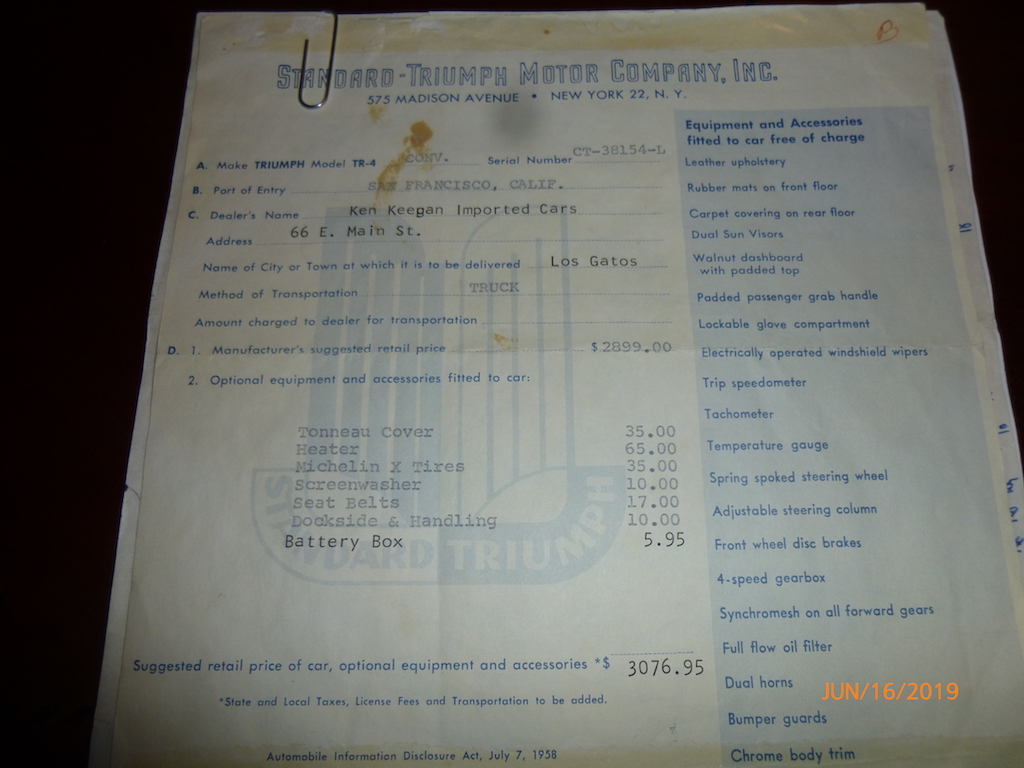 B
STANDARD-TRIUMPH MOTOR COMPANY, INC.
575 MADISON AVENUE • NEW YORK 22, N. Y.
A. Make TRIUMPH Model TR-4 CONV. Serial Number CT-38154-L
B. Port of Entry SAN FRANCISCO, CALIF.
C. Dealer's Name Ken Keegan Imported Cars
Address 66 E. Main St.
Name of City or Town at which it is to be delivered Los Gatos
Method of Transportation TRUCK
Amount charged to dealer for transportation
D. 1. Manufacturer's suggested retail price $2899.00
2. Optional equipment and accessories fitted to car:
Tonneau Cover 35.00
Heater 65.00
Michelin X Tires 35.00
Screenwasher 10.00
Seat Belts 17.00
Dockside & Handling 10.00
Battery Box 5.95
STANDARD TRIUMPH
Suggested retail price of car, optional equipment and accessories *$ 3076.95
*State and Local Taxes, License Fees and Transportation to be added.
Automobile Information Disclosure Act, July 7, 1958
Equipment and Accessories
fitted to car free of charge
Leather upholstery
Rubber mats on front floor
Carpet covering on rear floor
Dual Sun Visors
Walnut dashboard
with padded top
Padded passenger grab handle
Lockable glove compartment
Electrically operated windshield wipers
Trip speedometer
Tachometer
Temperature gauge
Spring spoked steering wheel
Adjustable steering column
Front wheel disc brakes
4-speed gearbox
Synchromesh on all forward gears
Full flow oil filter
Dual horns
Bumper guards
Chrome body trim
JUN/16/2019